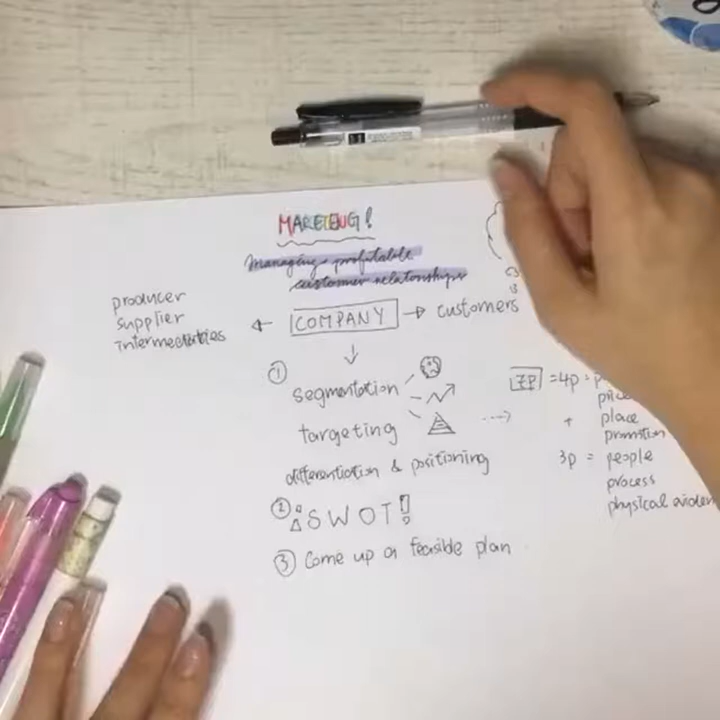 MARKETING!
Managing profitable
customer relationships
producer
supplier
intermediaries
COMPANY
customers
①
segmentation
targeting
differentiation & positioning
② SWOT!
③ Come up a feasible plan
7P = 4p = p
price
+ place
promotion
3p = people
process
physical eviden